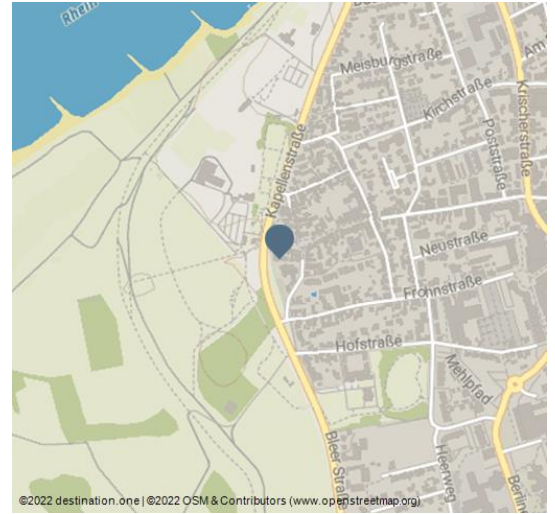 Rhein
Meisburgstraße
Kirchstraße
Krischerstraße
Poststraße
Kapellenstraße
Neustraße
Frohnstraße
Hofstraße
Mehlpfad
Bleer Straße
Heerweg
©2022 destination.one | ©2022 OSM & Contributors (www.openstreetmap.org)